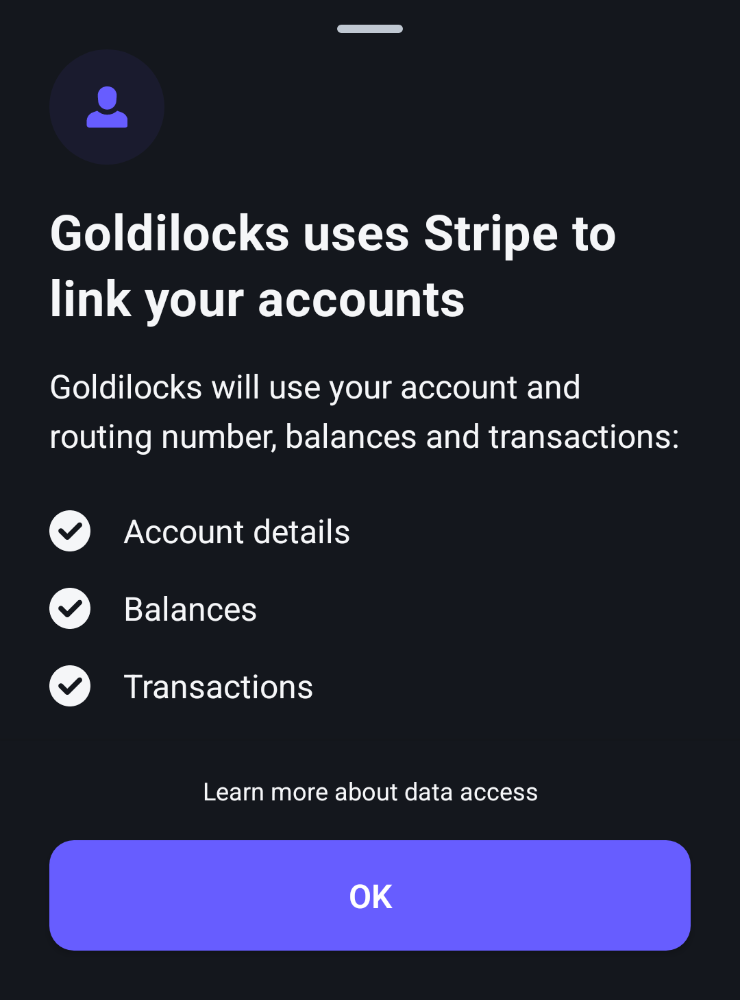 Goldilocks uses Stripe to
link your accounts
Goldilocks will use your account and
routing number, balances and transactions:
Account details
Balances
Transactions
Learn more about data access
OK